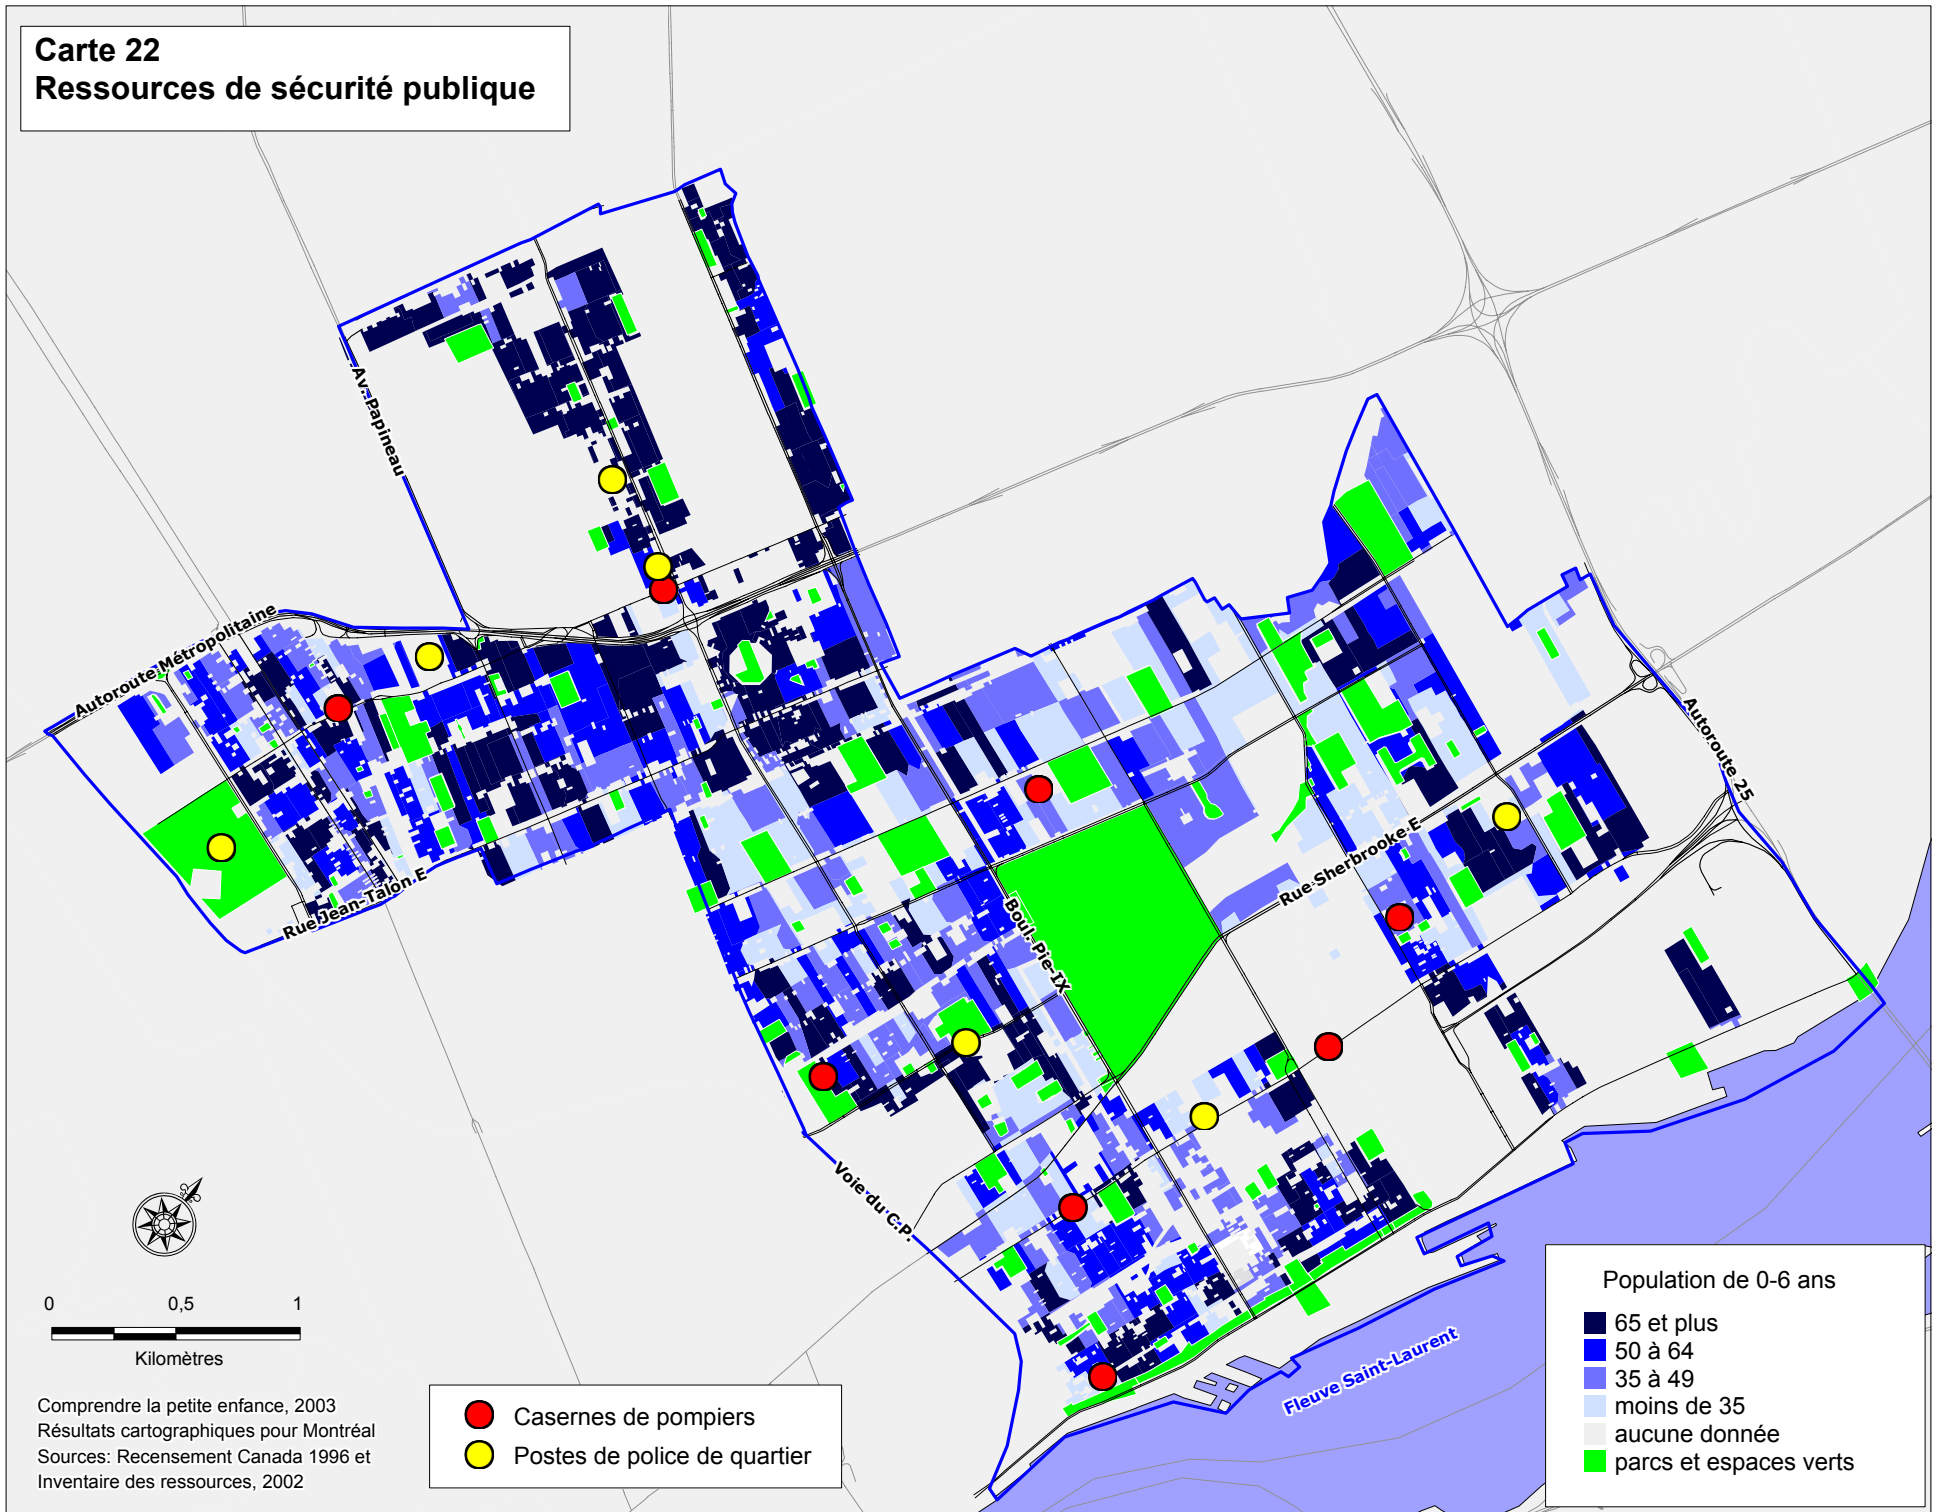 Carte 22
Ressources de sécurité publique
Av. Papineau
Autoroute Métropolitaine
Autoroute 25
Rue Sherbrooke E
Rue Jean-Talon E
Boul. Pie-IX
Voie du C.P.
Fleuve Saint-Laurent
0 0,5 1
Kilomètres
Comprendre la petite enfance, 2003
Résultats cartographiques pour Montréal
Sources: Recensement Canada 1996 et
Inventaire des ressources, 2002
Casernes de pompiers
Postes de police de quartier
Population de 0-6 ans
65 et plus
50 à 64
35 à 49
moins de 35
aucune donnée
parcs et espaces verts